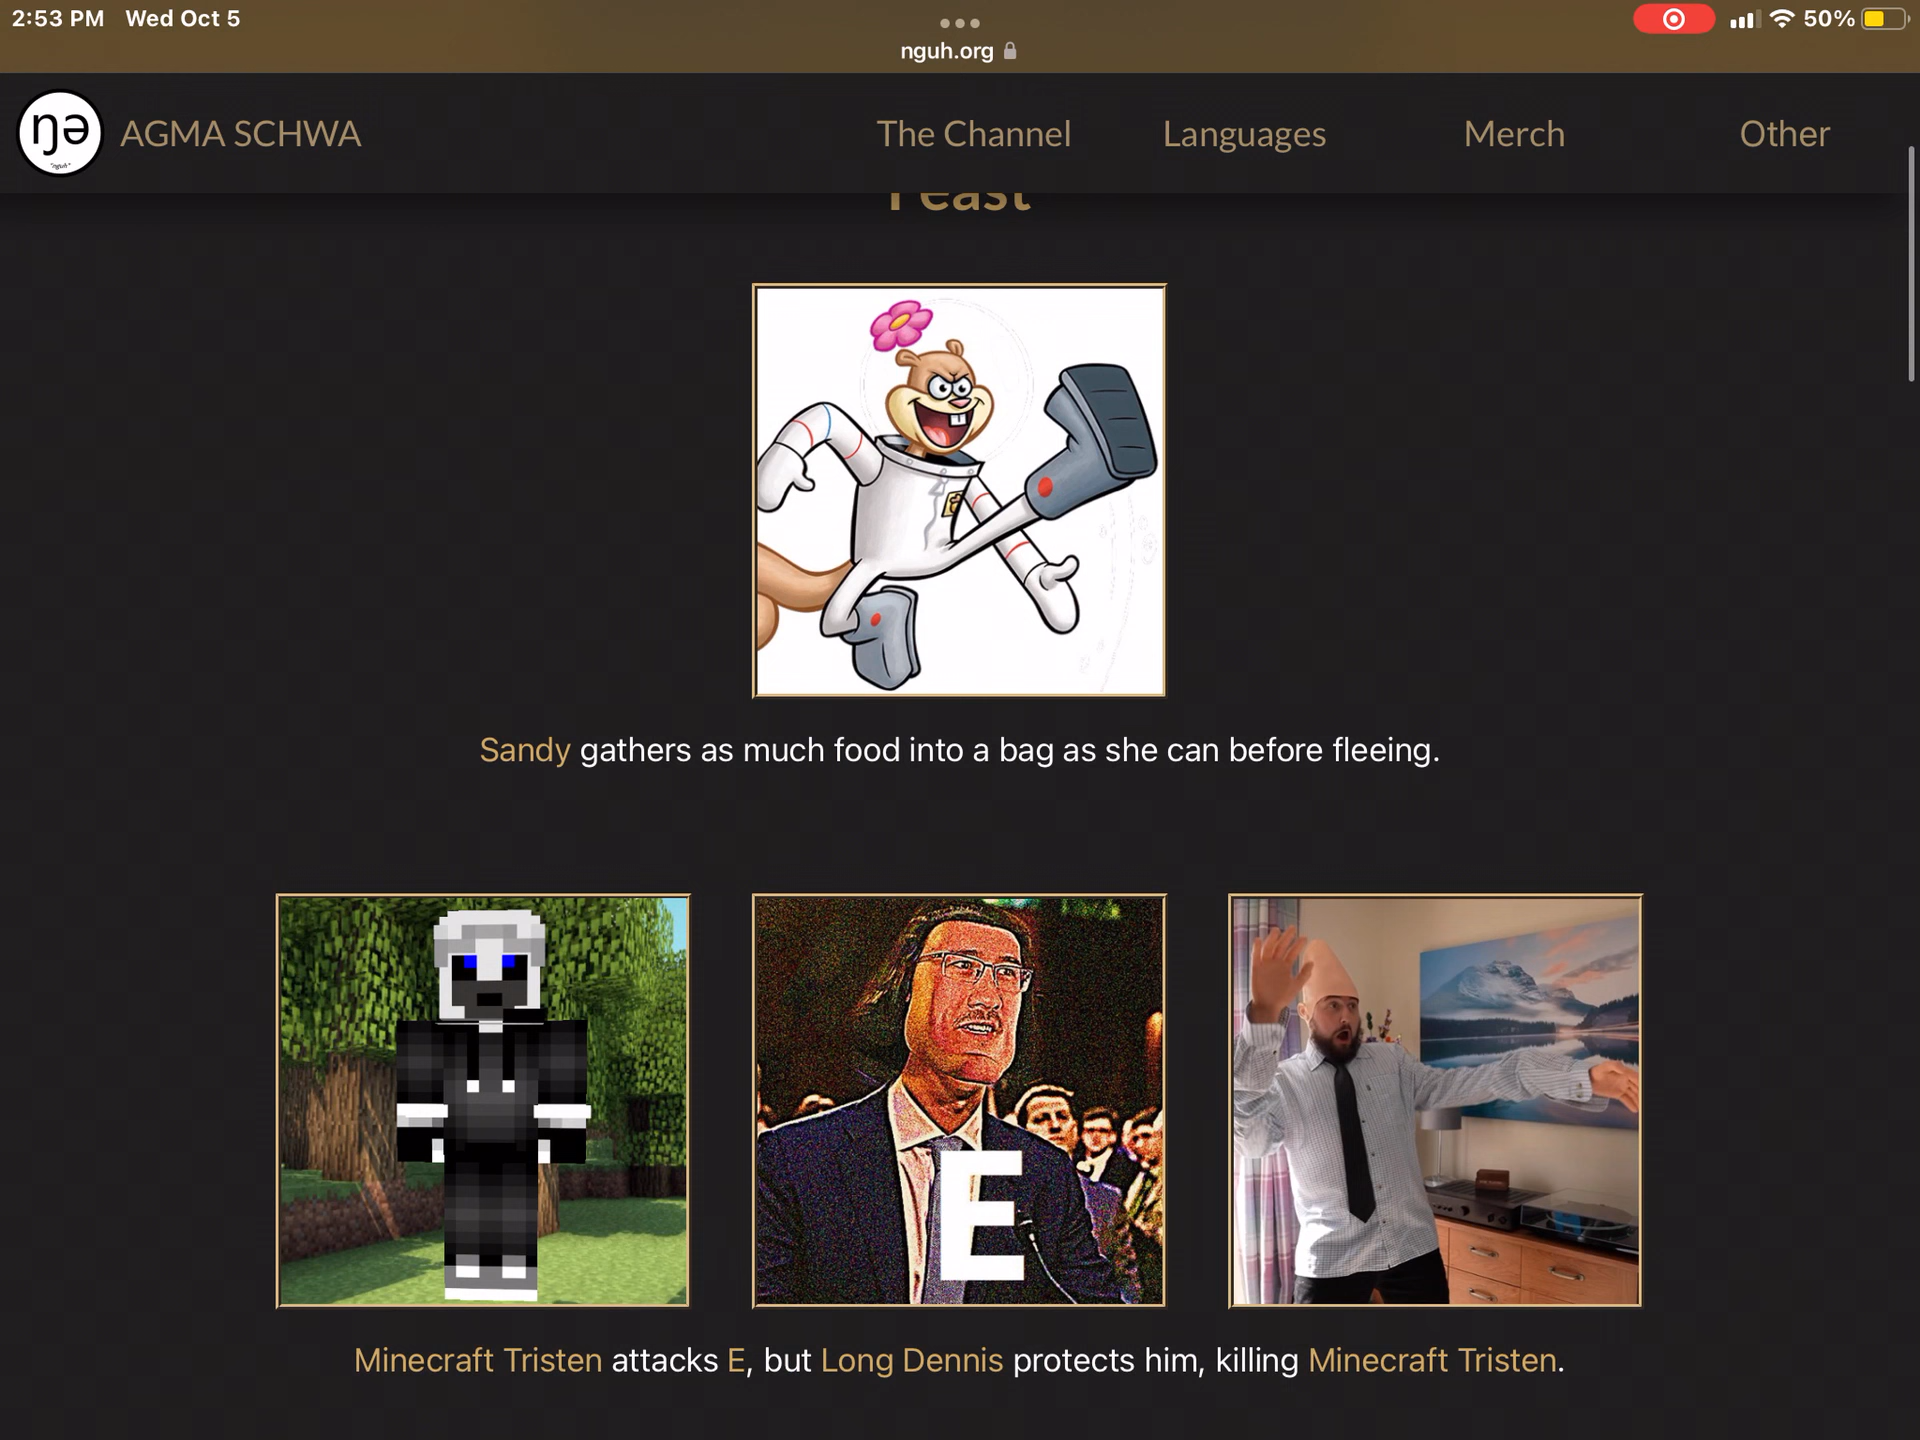 2:53 PM Wed Oct 5
50%
nguh.org
ŋə
"nguh"
AGMA SCHWA
The Channel
Languages
Merch
Other
Feast
Sandy gathers as much food into a bag as she can before fleeing.
E
Minecraft Tristen attacks E, but Long Dennis protects him, killing Minecraft Tristen.